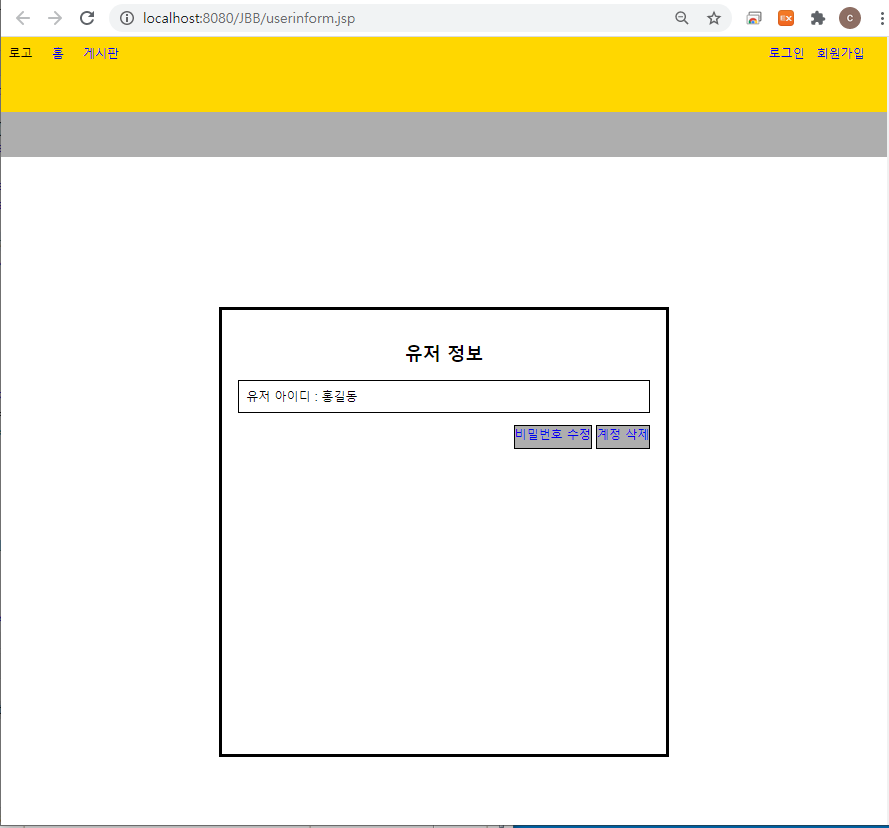 localhost:8080/JBB/userinform.jsp
EX
c
로고 홈 게시판 로그인 회원가입
유저 정보
유저 아이디 : 홍길동
비밀번호 수정 계정 삭제